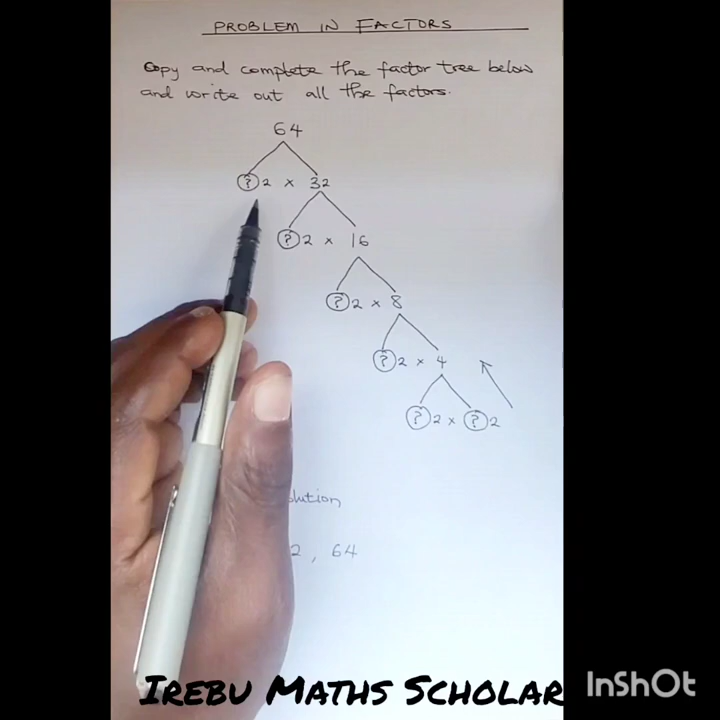 PROBLEM IN FACTORS
Copy and complete the factor tree below
and write out all the factors.
64
? 2 × 32
? 2 × 16
? 2 × 8
? 2 × 4
? 2 × ? 2
2 , 64
IREBU MATHS SCHOLAR
InShOt